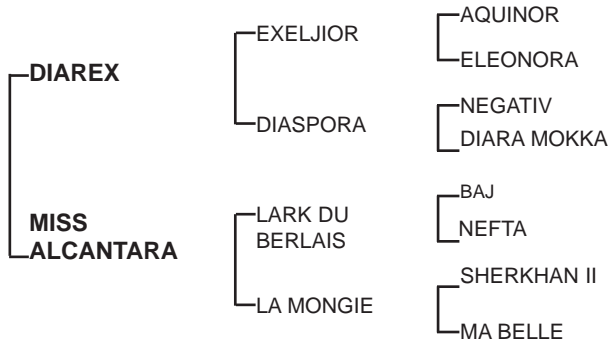 AQUINOR
EXELJIOR
ELEONORA
DIAREX
NEGATIV
DIASPORA
DIARA MOKKA
BAJ
MISS
ALCANTARA
LARK DU
BERLAIS
NEFTA
SHERKHAN II
LA MONGIE
MA BELLE